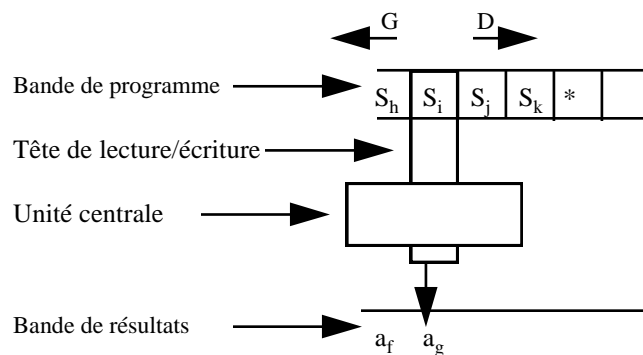 G D
Bande de programme
S_h S_i S_j S_k *
Tête de lecture/écriture
Unité centrale
Bande de résultats
a_f a_g